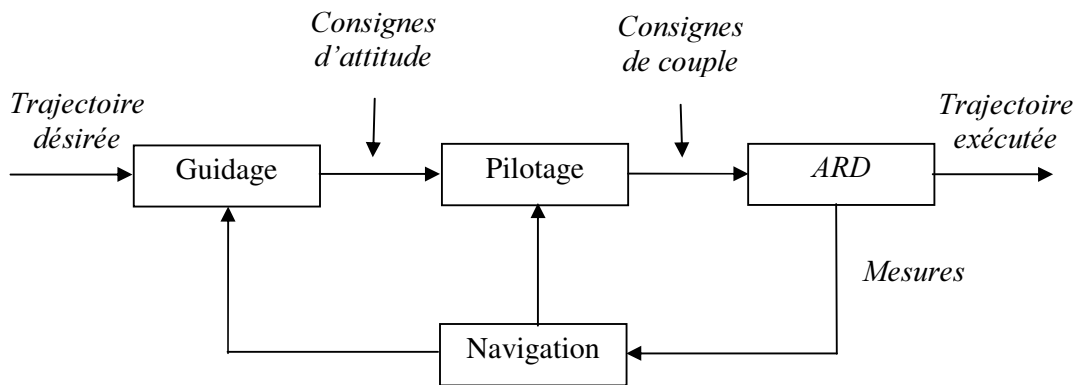 Consignes
d’attitude
Consignes
de couple
Trajectoire
désirée
Trajectoire
exécutée
Guidage
Pilotage
ARD
Mesures
Navigation